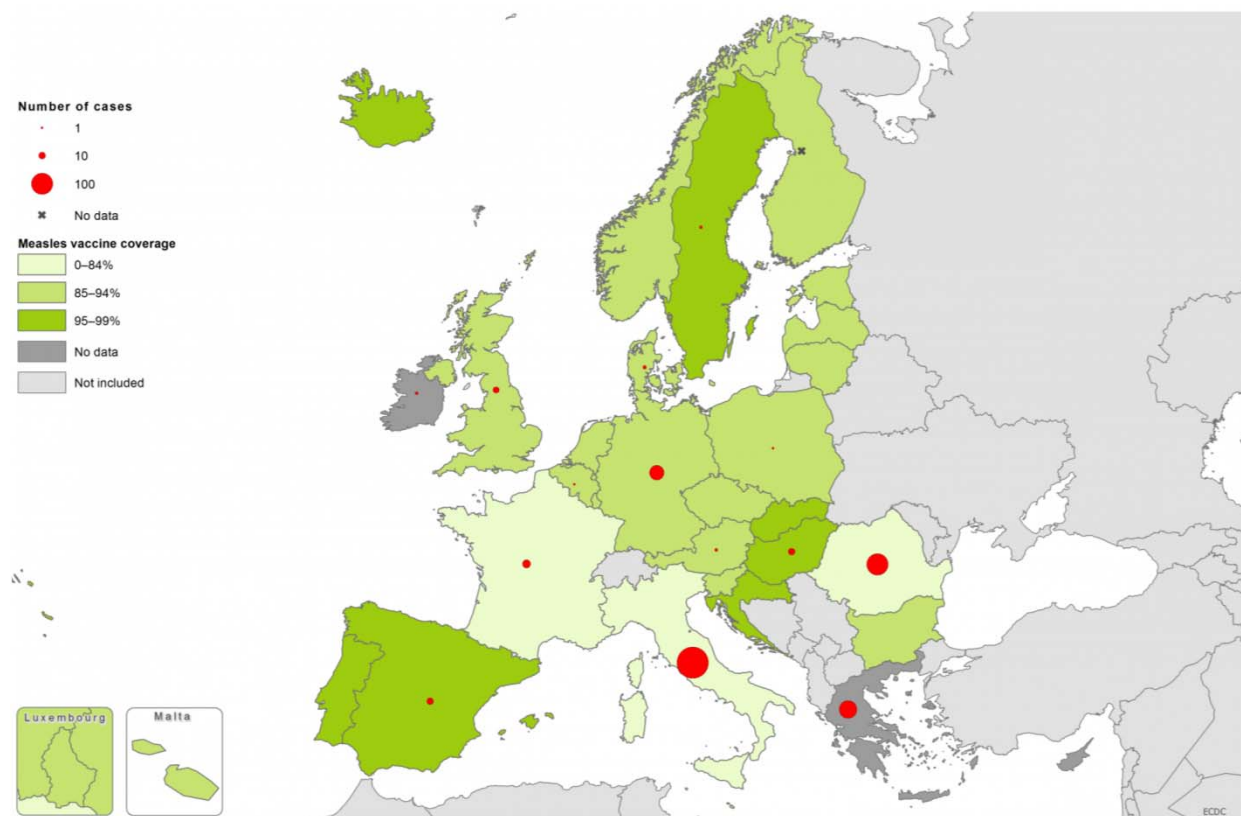 Number of cases
1
10
100
No data
Measles vaccine coverage
0–84%
85–94%
95–99%
No data
Not included
Luxembourg
Malta
ECDC